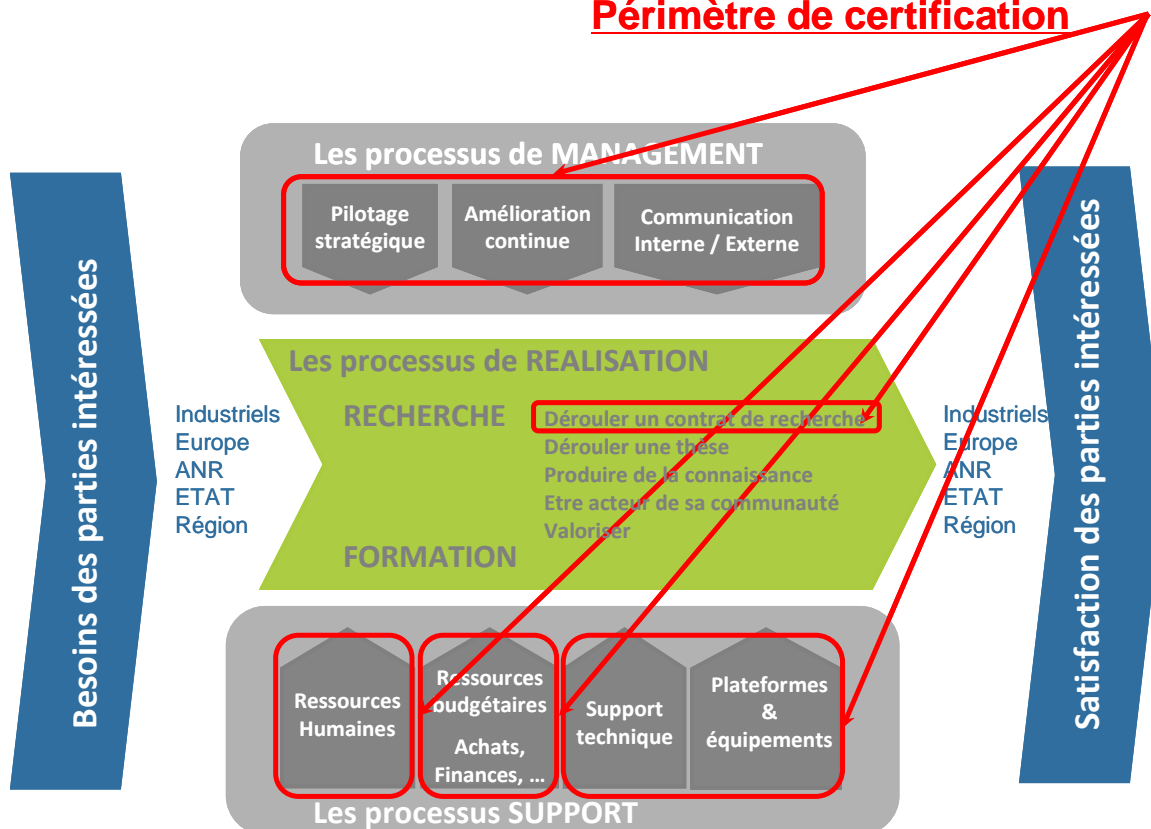 Périmètre de certification
Les processus de MANAGEMENT
Pilotage
stratégique
Amélioration
continue
Communication
Interne / Externe
Besoins des parties intéressées
Industriels
Europe
ANR
ETAT
Région
Les processus de REALISATION
RECHERCHE
Dérouler un contrat de recherche
Dérouler une thèse
Produire de la connaissance
Etre acteur de sa communauté
Valoriser
FORMATION
Industriels
Europe
ANR
ETAT
Région
Satisfaction des parties intéressées
Ressources
Humaines
Ressources
budgétaires
Achats,
Finances, ...
Support
technique
Plateformes
&
équipements
Les processus SUPPORT